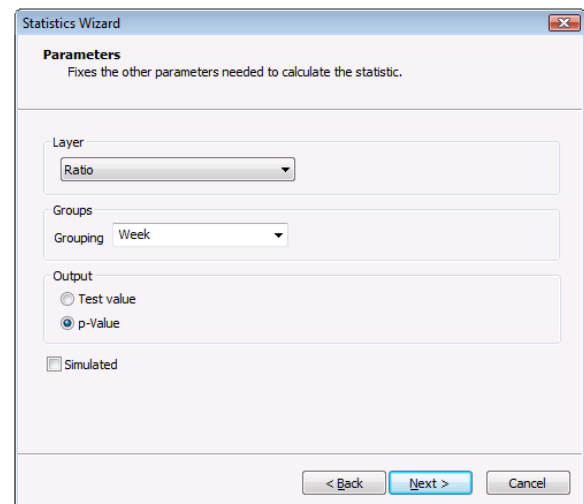 Statistics Wizard
Parameters
Fixes the other parameters needed to calculate the statistic.
Layer
Ratio
Groups
Grouping Week
Output
Test value
p-Value
Simulated
< Back Next > Cancel